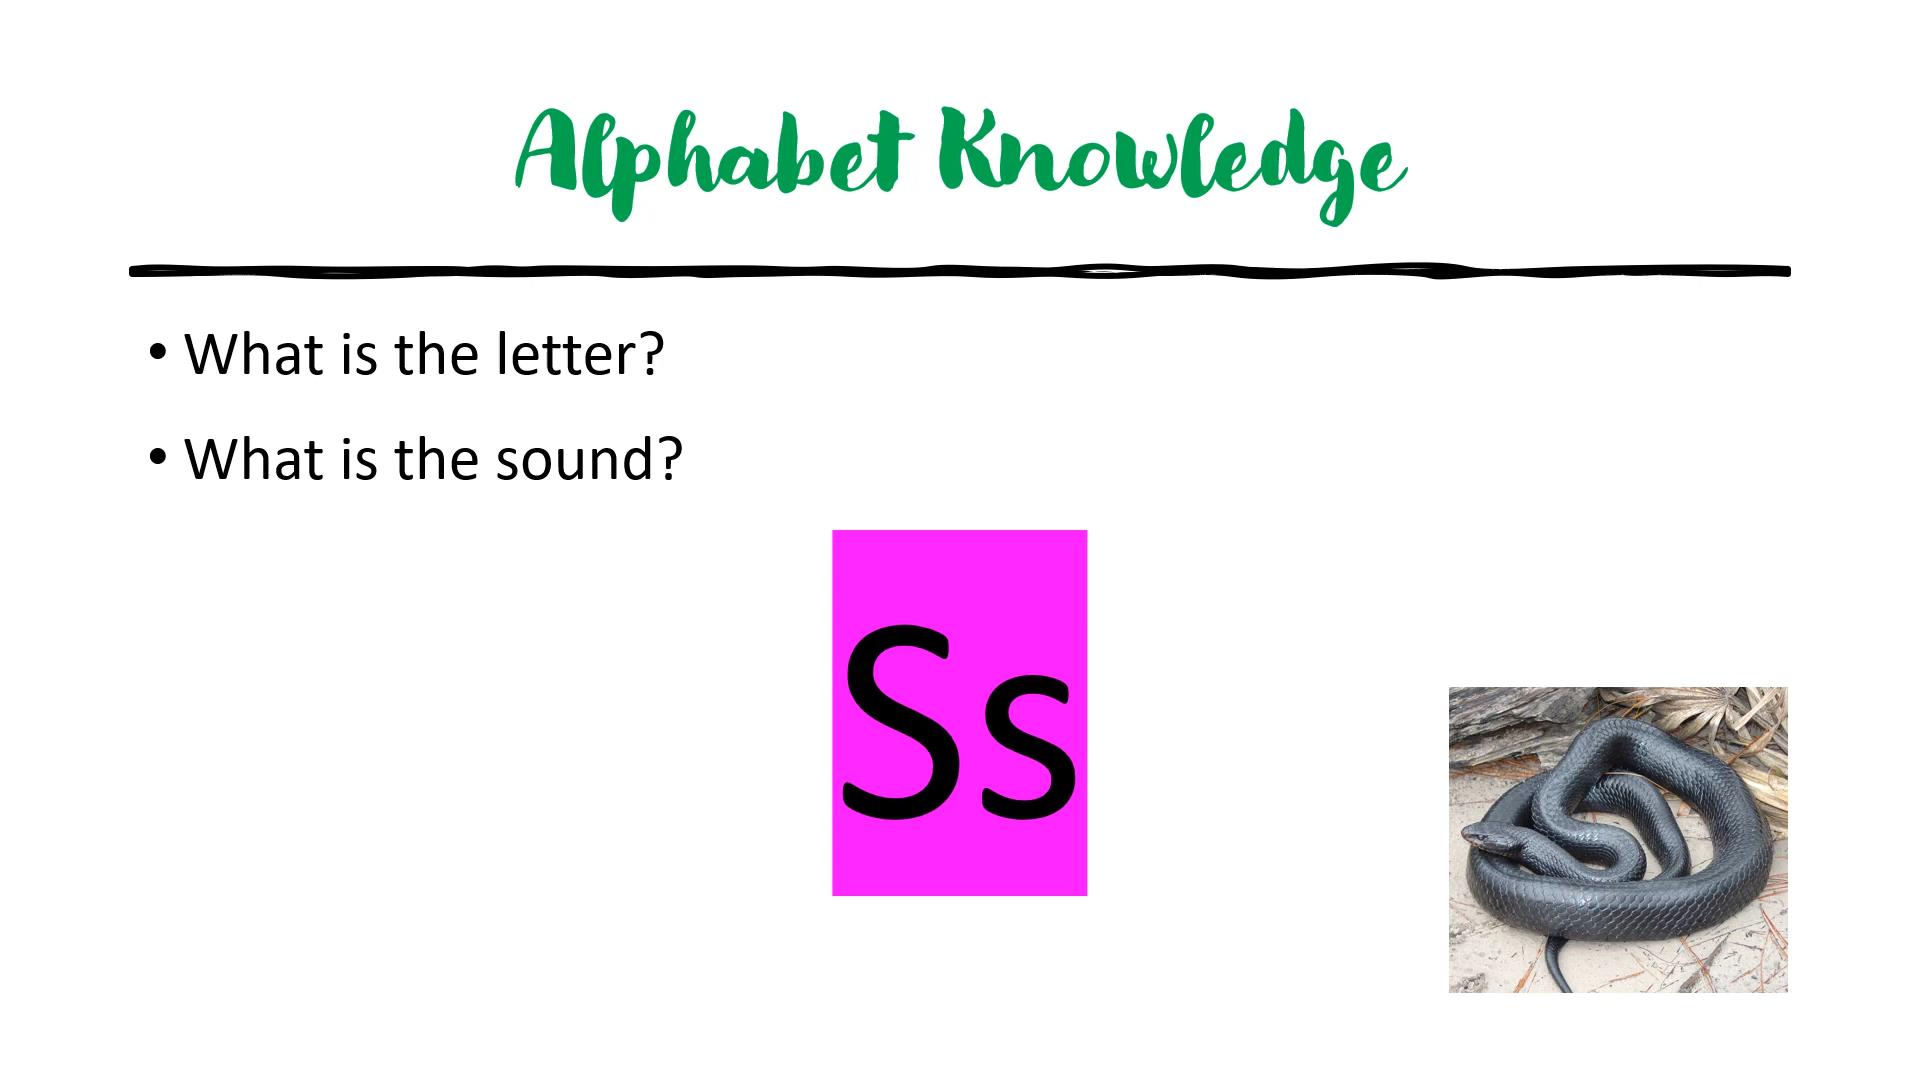 Alphabet Knowledge
• What is the letter?
• What is the sound?
Ss